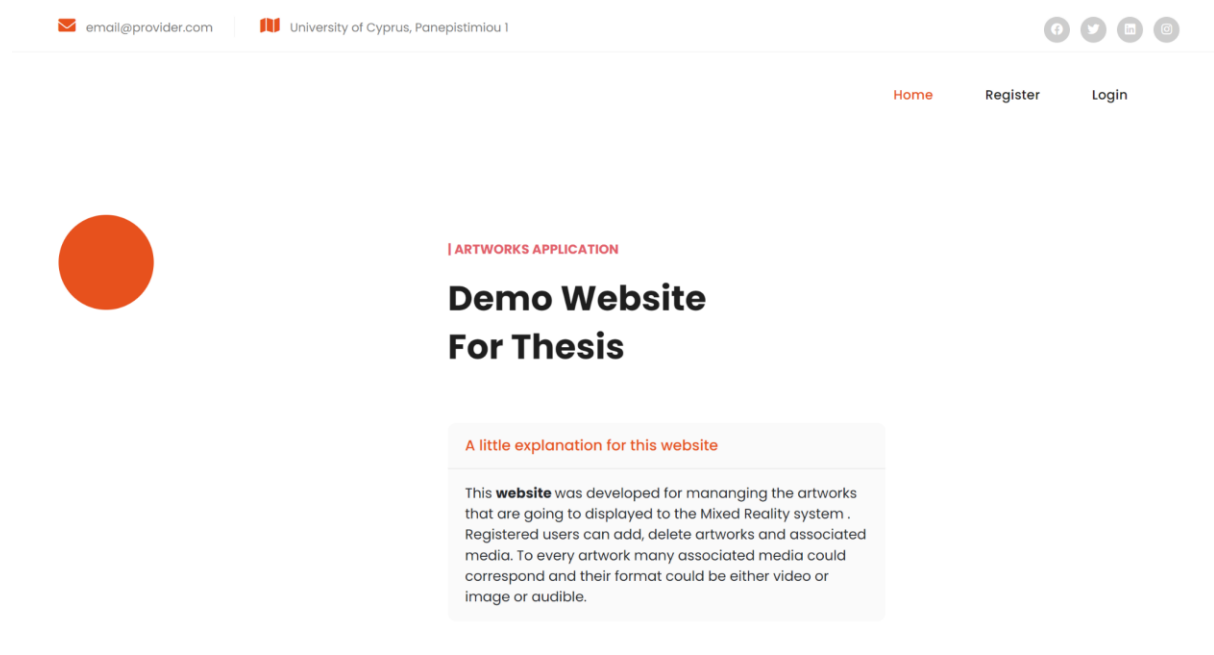 email@provider.com
University of Cyprus, Panepistimiou 1
Home
Register
Login
| ARTWORKS APPLICATION
Demo Website
For Thesis
A little explanation for this website
This website was developed for mananging the artworks
that are going to displayed to the Mixed Reality system .
Registered users can add, delete artworks and associated
media. To every artwork many associated media could
correspond and their format could be either video or
image or audible.